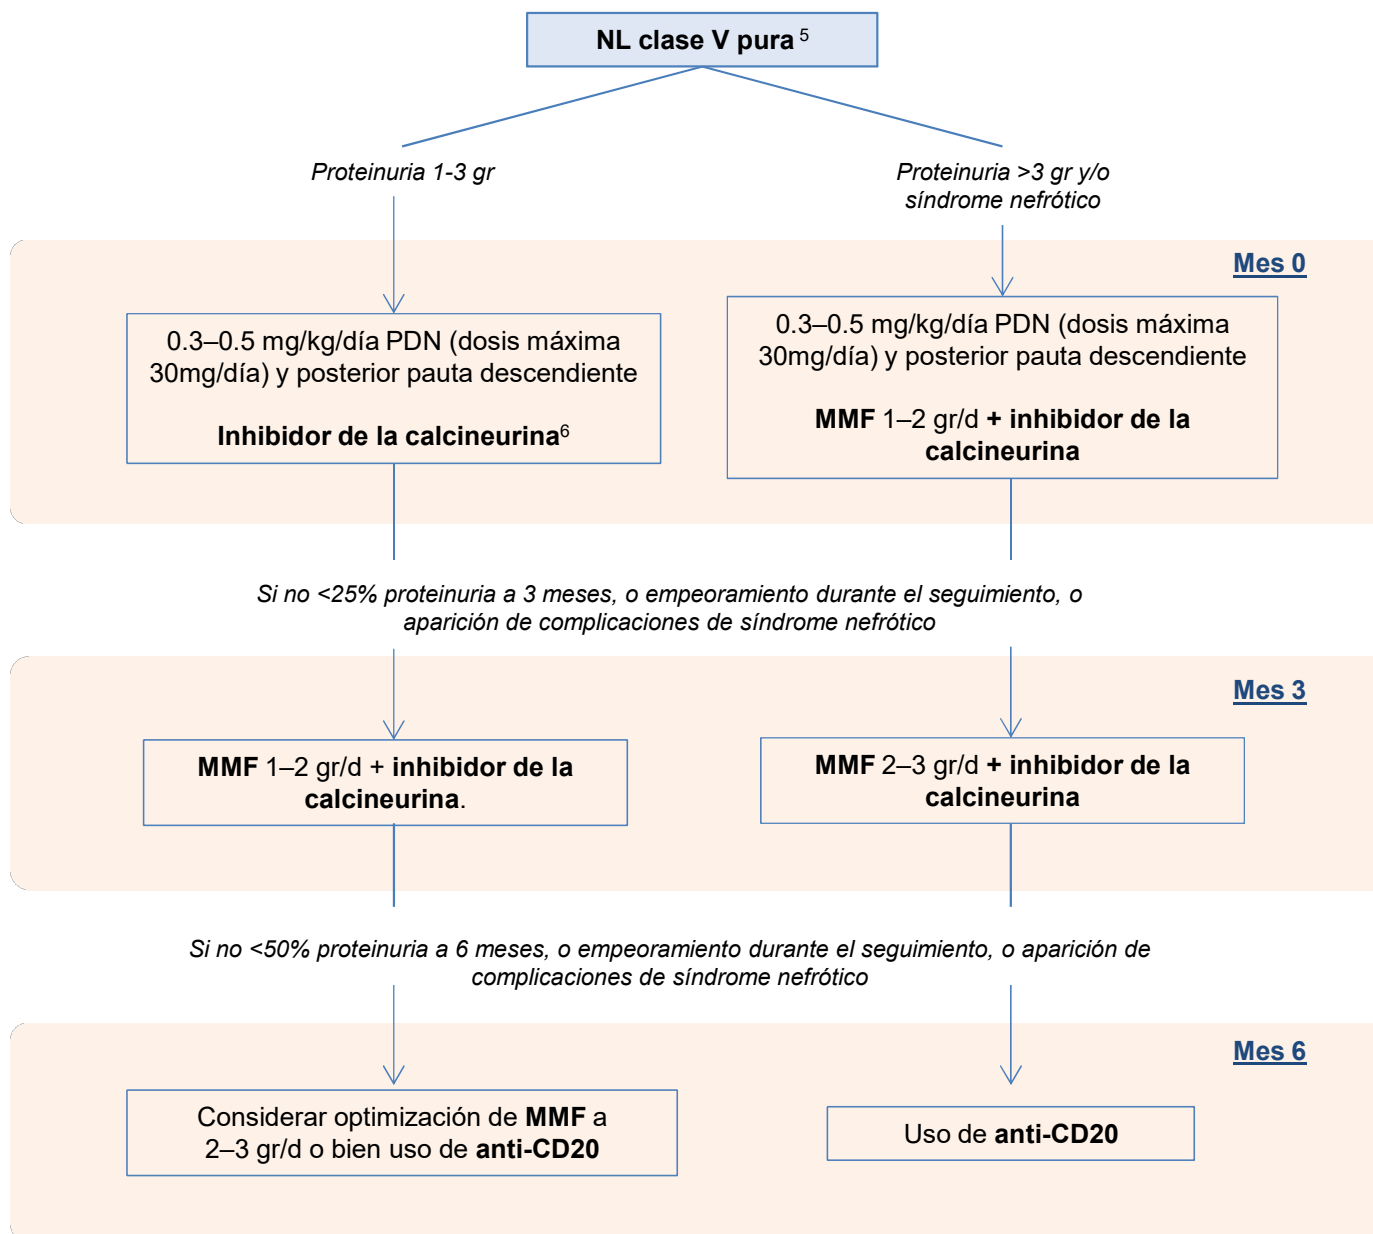 NL clase V pura 5
Proteinuria 1-3 gr
Proteinuria >3 gr y/o
síndrome nefrótico
Mes 0
0.3–0.5 mg/kg/día PDN (dosis máxima
30mg/día) y posterior pauta descendiente
Inhibidor de la calcineurina6
0.3–0.5 mg/kg/día PDN (dosis máxima
30mg/día) y posterior pauta descendiente
MMF 1–2 gr/d + inhibidor de la
calcineurina
Si no <25% proteinuria a 3 meses, o empeoramiento durante el seguimiento, o
aparición de complicaciones de síndrome nefrótico
Mes 3
MMF 1–2 gr/d + inhibidor de la
calcineurina.
MMF 2–3 gr/d + inhibidor de la
calcineurina
Si no <50% proteinuria a 6 meses, o empeoramiento durante el seguimiento, o aparición de
complicaciones de síndrome nefrótico
Mes 6
Considerar optimización de MMF a
2–3 gr/d o bien uso de anti-CD20
Uso de anti-CD20